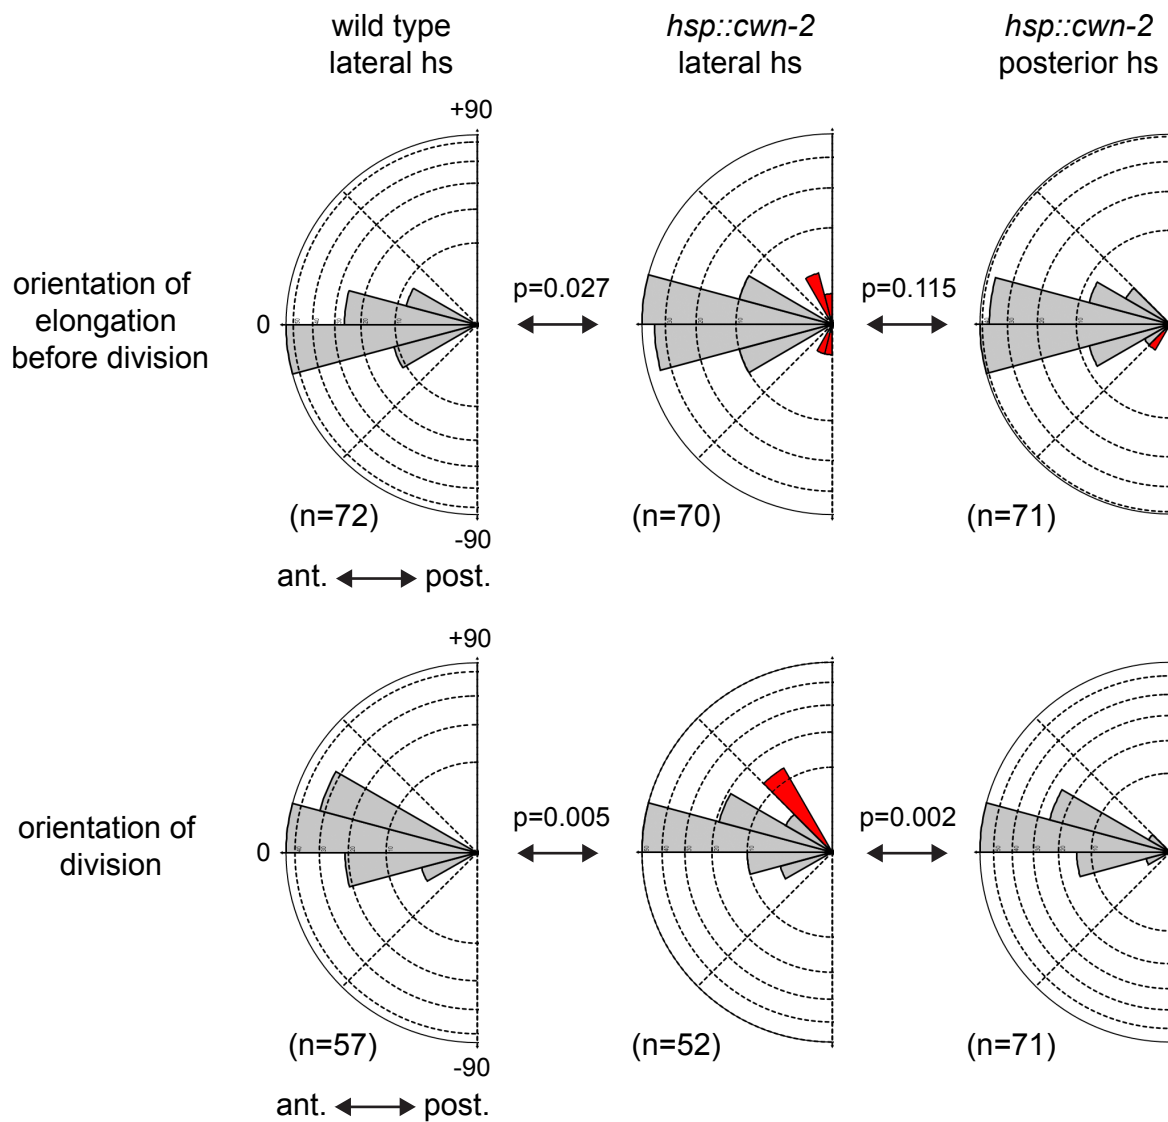 wild type
lateral hs
hsp::cwn-2
lateral hs
hsp::cwn-2
posterior hs
+90
orientation of
elongation
before division
0
p=0.027
p=0.115
(n=72)
(n=70)
(n=71)
-90
ant.
post.
+90
orientation of
division
0
p=0.005
p=0.002
(n=57)
(n=52)
(n=71)
-90
ant.
post.